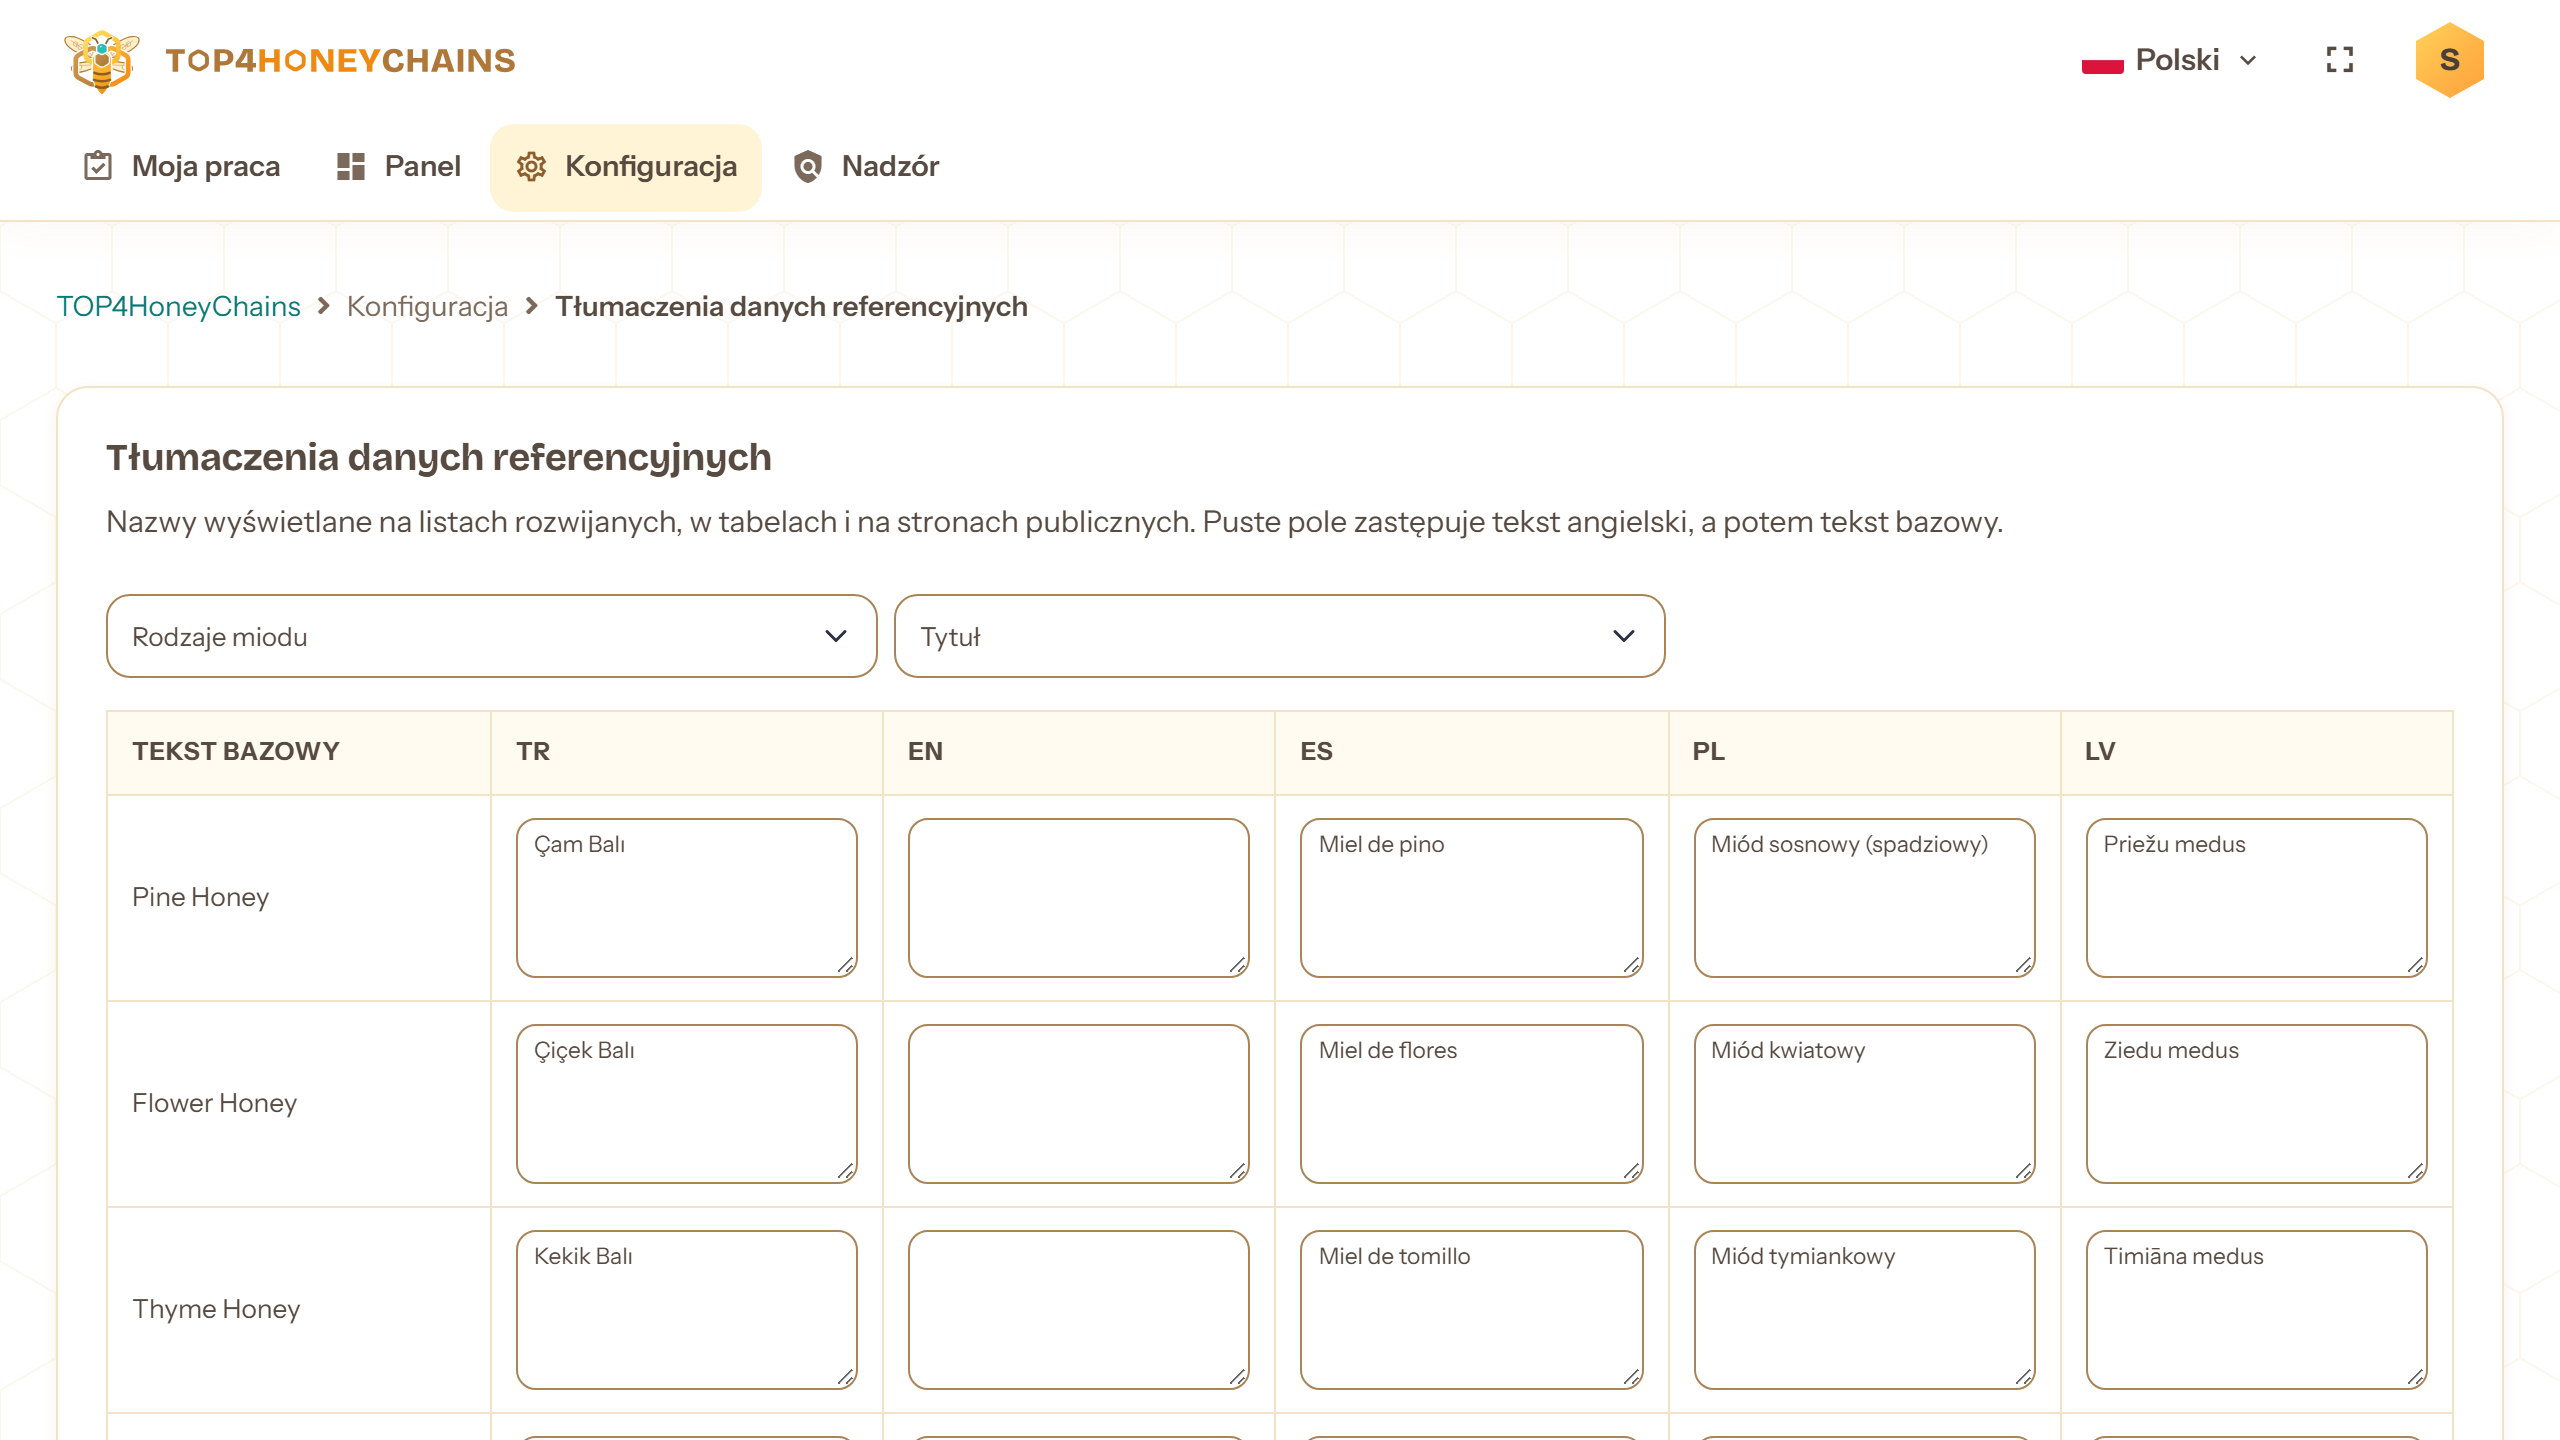 TOP4HONEYCHAINS
Polski
S
Moja praca
Panel
Konfiguracja
Nadzór
TOP4HoneyChains > Konfiguracja > Tłumaczenia danych referencyjnych
Tłumaczenia danych referencyjnych
Nazwy wyświetlane na listach rozwijanych, w tabelach i na stronach publicznych. Puste pole zastępuje tekst angielski, a potem tekst bazowy.
Rodzaje miodu
Tytuł
TEKST BAZOWY TR EN ES PL LV
Pine Honey Çam Balı Miel de pino Miód sosnowy (spadziowy) Priežu medus
Flower Honey Çiçek Balı Miel de flores Miód kwiatowy Ziedu medus
Thyme Honey Kekik Balı Miel de tomillo Miód tymiankowy Timiāna medus